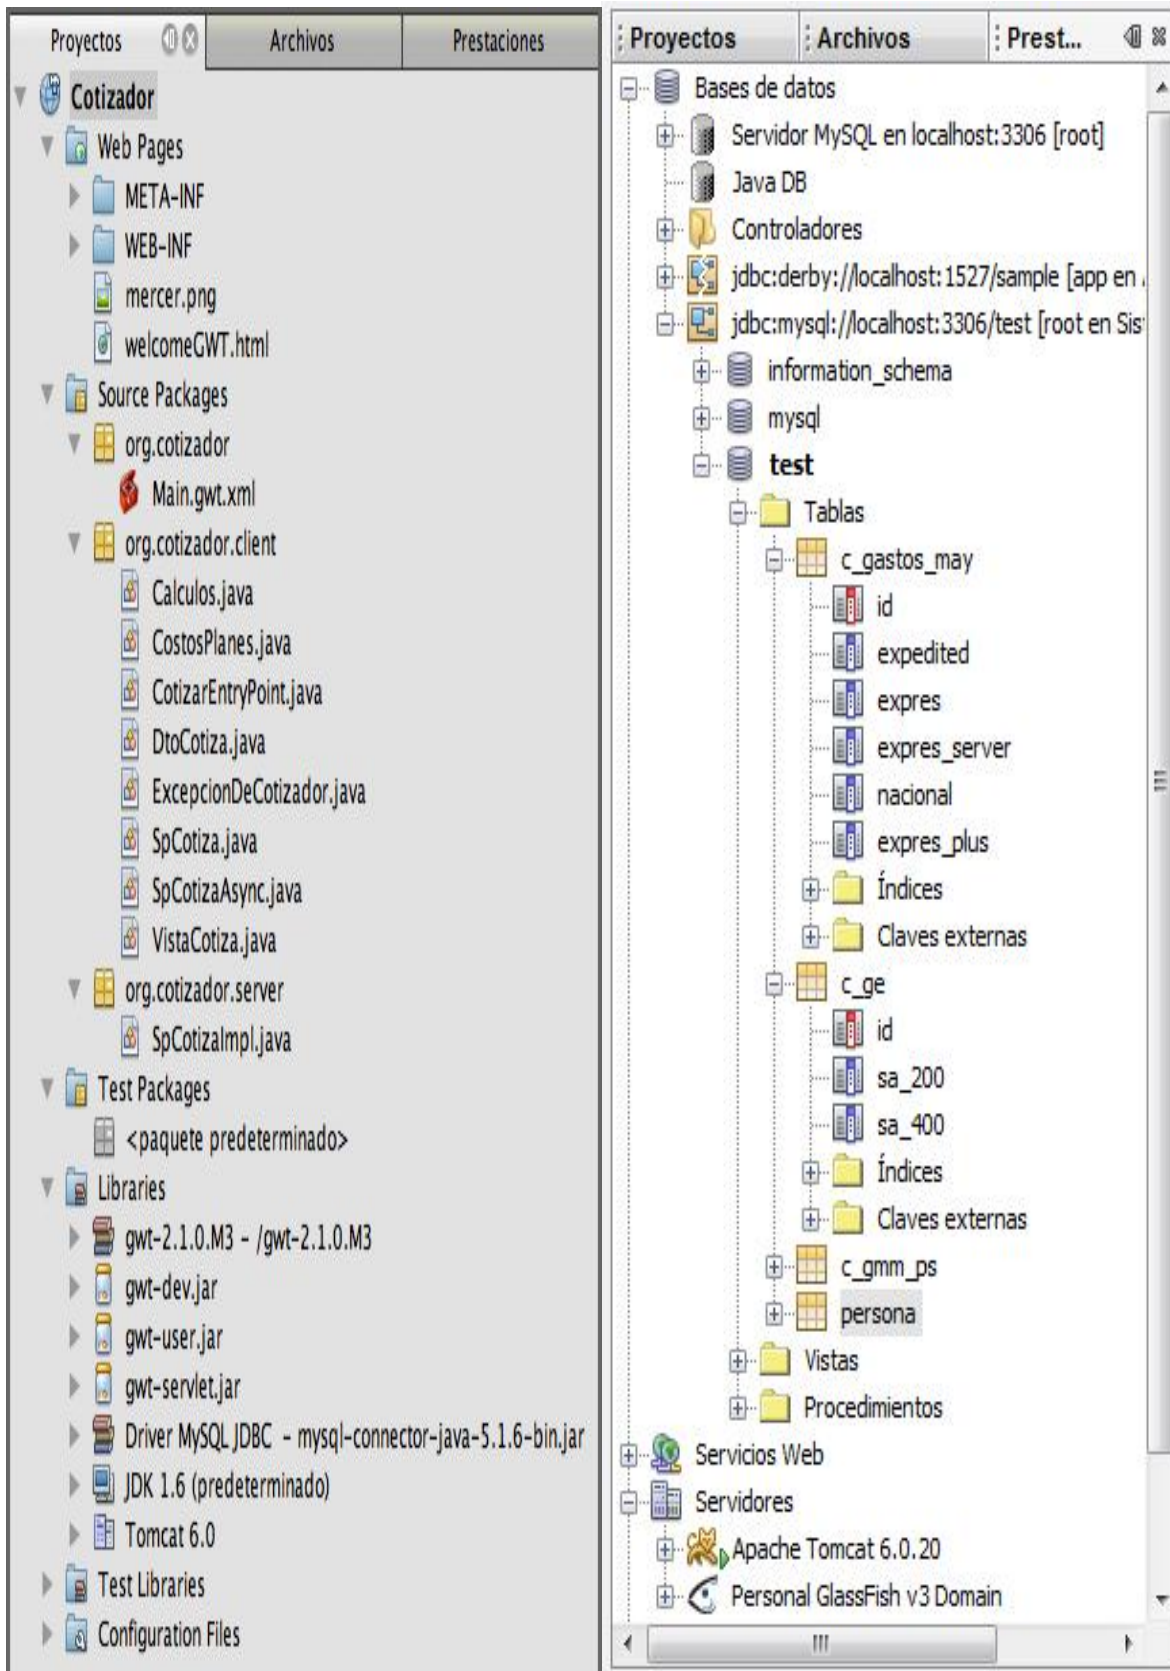 Proyectos
Archivos
Prestaciones
Cotizador
Web Pages
META-INF
WEB-INF
mercer.png
welcomeGWT.html
Source Packages
org.cotizador
Main.gwt.xml
org.cotizador.client
Calculos.java
CostosPlanes.java
CotizarEntryPoint.java
DtoCotiza.java
ExcepcionDeCotizador.java
SpCotiza.java
SpCotizaAsync.java
VistaCotiza.java
org.cotizador.server
SpCotizaImpl.java
Test Packages
<paquete predeterminado>
Libraries
gwt-2.1.0.M3 - /gwt-2.1.0.M3
gwt-dev.jar
gwt-user.jar
gwt-servlet.jar
Driver MySQL JDBC - mysql-connector-java-5.1.6-bin.jar
JDK 1.6 (predeterminado)
Tomcat 6.0
Test Libraries
Configuration Files
Proyectos
Archivos
Prest...
Bases de datos
Servidor MySQL en localhost:3306 [root]
Java DB
Controladores
jdbc:derby://localhost:1527/sample [app en
jdbc:mysql://localhost:3306/test [root en Sis
information_schema
mysql
test
Tablas
c_gastos_may
id
expedited
expres
expres_server
nacional
expres_plus
Índices
Claves externas
c_ge
id
sa_200
sa_400
Índices
Claves externas
c_gmm_ps
persona
Vistas
Procedimientos
Servicios Web
Servidores
Apache Tomcat 6.0.20
Personal GlassFish v3 Domain